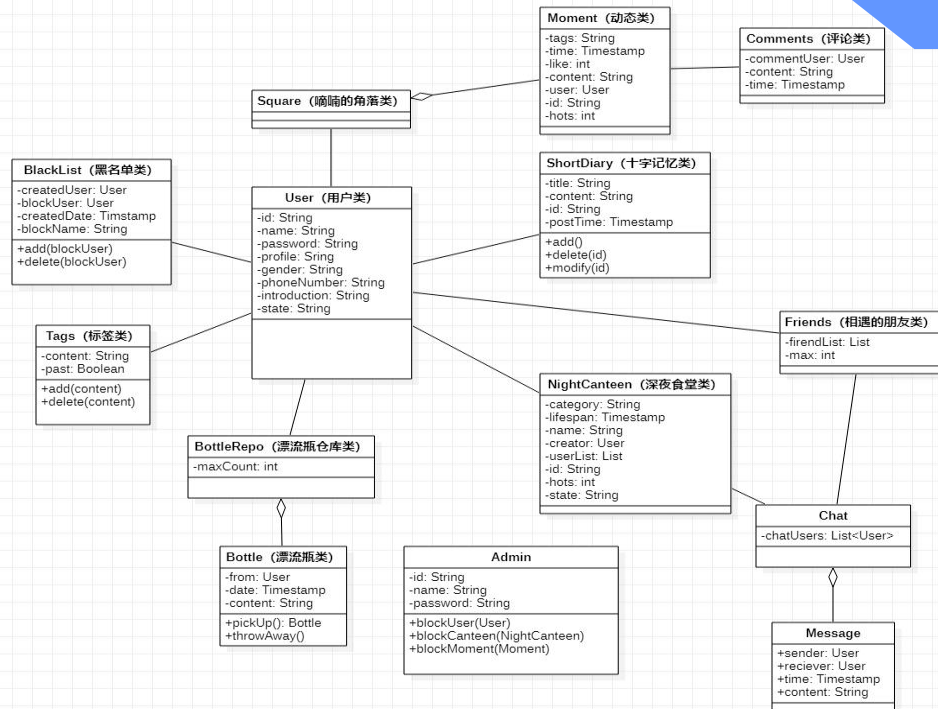 Moment（动态类）
-tags: String
-time: Timestamp
-like: int
-content: String
-user: User
-id: String
-hots: int
Comments（评论类）
-commentUser: User
-content: String
-time: Timestamp
Square（嘀喃的角落类）
BlackList（黑名单类）
-createdUser: User
-blockUser: User
-createdDate: Timstamp
-blockName: String
+add(blockUser)
+delete(blockUser)
User（用户类）
-id: String
-name: String
-password: String
-profile: Sring
-gender: String
-phoneNumber: String
-introduction: String
-state: String
ShortDiary（十字记忆类）
-title: String
-content: String
-id: String
-postTime: Timestamp
+add()
+delete(id)
+modify(id)
Tags（标签类）
-content: String
-past: Boolean
+add(content)
+delete(content)
Friends（相遇的朋友类）
-firendList: List
-max: int
NightCanteen（深夜食堂类）
-category: String
-lifespan: Timestamp
-name: String
-creator: User
-userList: List
-id: String
-hots: int
-state: String
BottleRepo（漂流瓶仓库类）
-maxCount: int
Chat
-chatUsers: List<User>
Bottle（漂流瓶类）
-from: User
-date: Timestamp
-content: String
+pickUp(): Bottle
+throwAway()
Admin
-id: String
-name: String
-password: String
+blockUser(User)
+blockCanteen(NightCanteen)
+blockMoment(Moment)
Message
+sender: User
+reciever: User
+time: Timestamp
+content: String